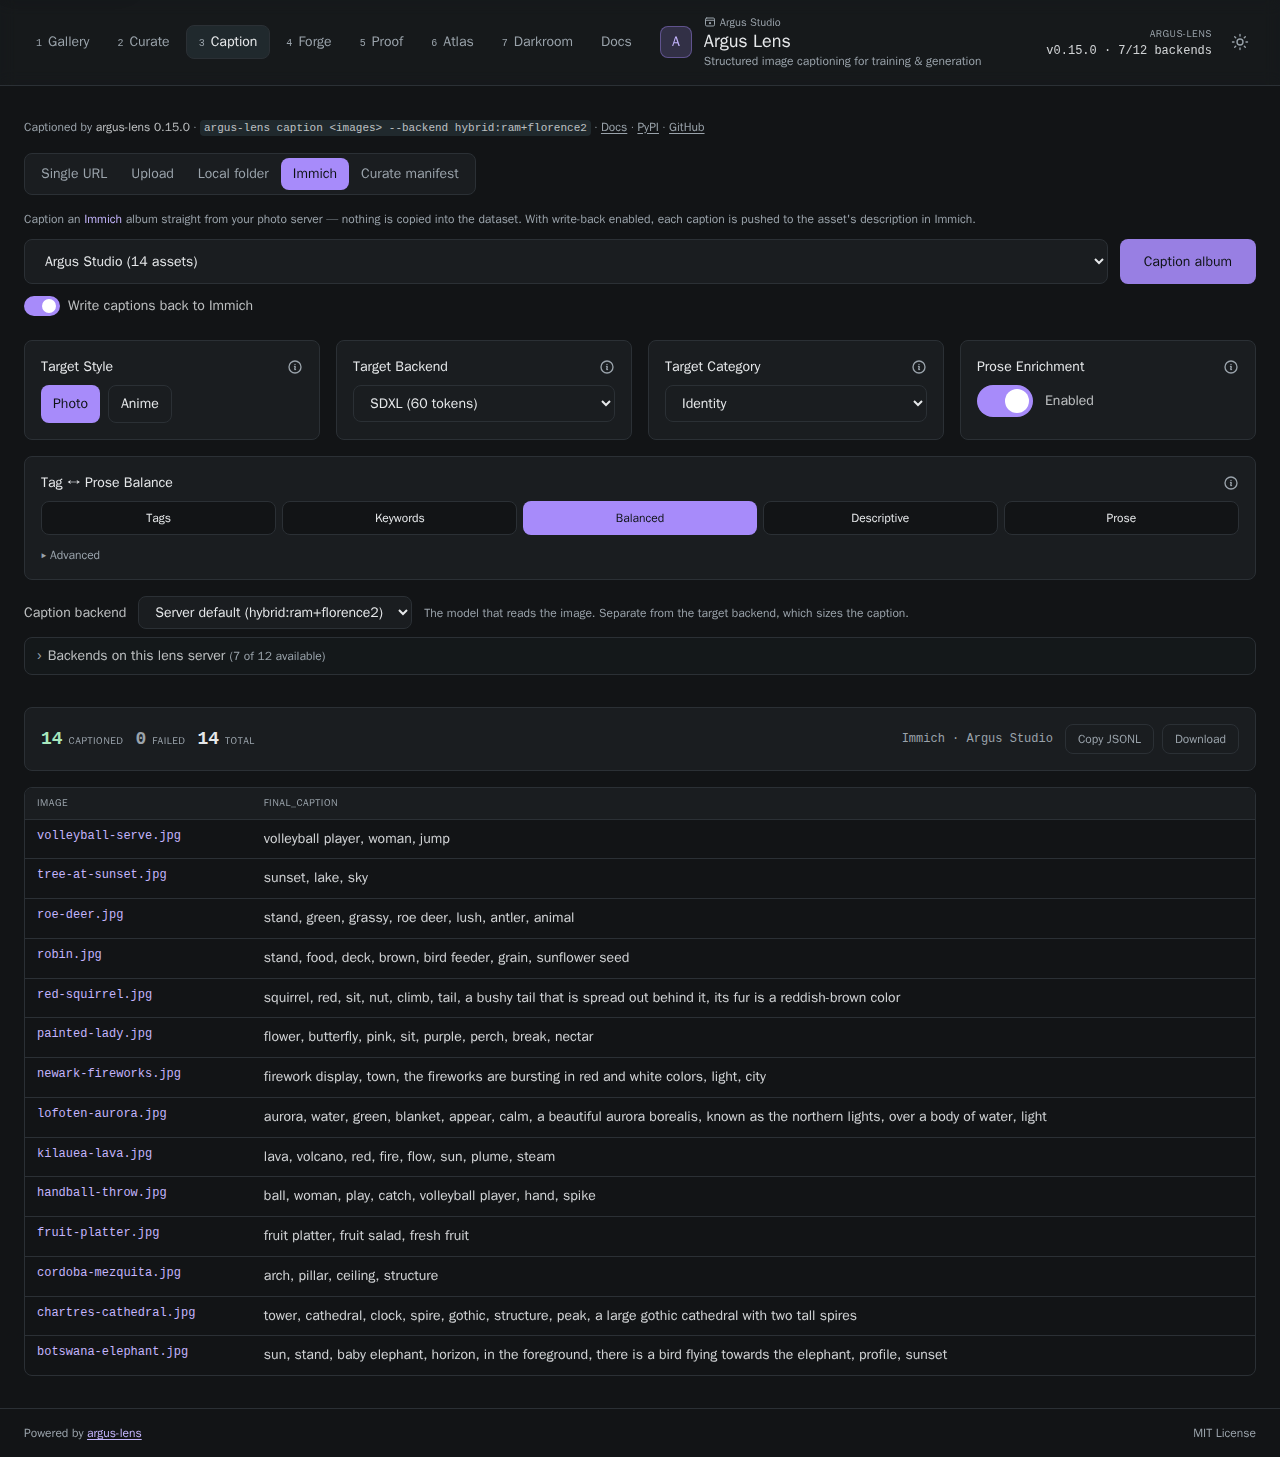 1 Gallery
2 Curate
3 Caption
4 Forge
5 Proof
6 Atlas
7 Darkroom
Docs
A
Argus Studio
Argus Lens
Structured image captioning for training & generation
ARGUS-LENS
v0.15.0 · 7/12 backends
Captioned by argus-lens 0.15.0 · argus-lens caption <images> --backend hybrid:ram+florence2 · Docs · PyPI · GitHub
Single URL
Upload
Local folder
Immich
Curate manifest
Caption an Immich album straight from your photo server — nothing is copied into the dataset. With write-back enabled, each caption is pushed to the asset's description in Immich.
Argus Studio (14 assets)
Caption album
Write captions back to Immich
Target Style
Photo
Anime
Target Backend
SDXL (60 tokens)
Target Category
Identity
Prose Enrichment
Enabled
Tag ↔ Prose Balance
Tags
Keywords
Balanced
Descriptive
Prose
▸ Advanced
Caption backend
Server default (hybrid:ram+florence2)
The model that reads the image. Separate from the target backend, which sizes the caption.
› Backends on this lens server (7 of 12 available)
14 CAPTIONED 0 FAILED 14 TOTAL
Immich · Argus Studio
Copy JSONL
Download
IMAGE FINAL_CAPTION
volleyball-serve.jpg volleyball player, woman, jump
tree-at-sunset.jpg sunset, lake, sky
roe-deer.jpg stand, green, grassy, roe deer, lush, antler, animal
robin.jpg stand, food, deck, brown, bird feeder, grain, sunflower seed
red-squirrel.jpg squirrel, red, sit, nut, climb, tail, a bushy tail that is spread out behind it, its fur is a reddish-brown color
painted-lady.jpg flower, butterfly, pink, sit, purple, perch, break, nectar
newark-fireworks.jpg firework display, town, the fireworks are bursting in red and white colors, light, city
lofoten-aurora.jpg aurora, water, green, blanket, appear, calm, a beautiful aurora borealis, known as the northern lights, over a body of water, light
kilauea-lava.jpg lava, volcano, red, fire, flow, sun, plume, steam
handball-throw.jpg ball, woman, play, catch, volleyball player, hand, spike
fruit-platter.jpg fruit platter, fruit salad, fresh fruit
cordoba-mezquita.jpg arch, pillar, ceiling, structure
chartres-cathedral.jpg tower, cathedral, clock, spire, gothic, structure, peak, a large gothic cathedral with two tall spires
botswana-elephant.jpg sun, stand, baby elephant, horizon, in the foreground, there is a bird flying towards the elephant, profile, sunset
Powered by argus-lens
MIT License